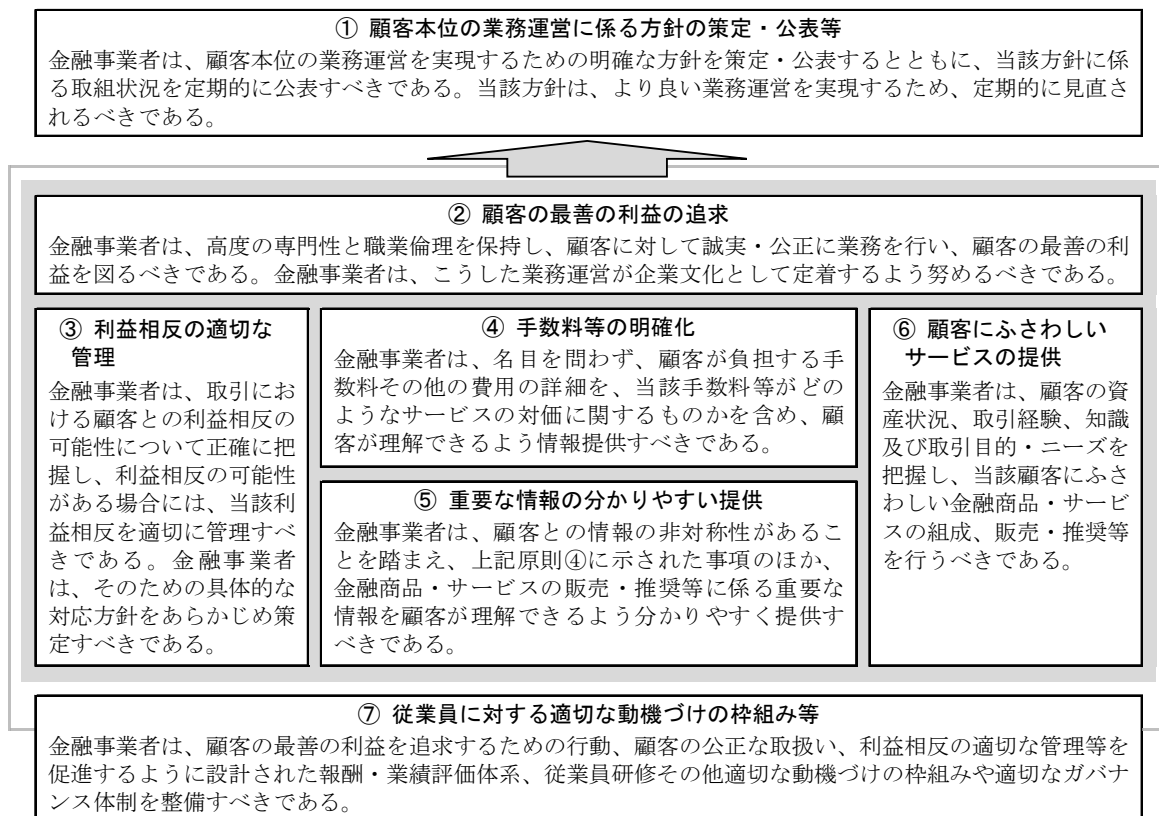 ① 顧客本位の業務運営に係る方針の策定・公表等
金融事業者は、顧客本位の業務運営を実現するための明確な方針を策定・公表するとともに、当該方針に係
る取組状況を定期的に公表すべきである。当該方針は、より良い業務運営を実現するため、定期的に見直さ
れるべきである。
② 顧客の最善の利益の追求
金融事業者は、高度の専門性と職業倫理を保持し、顧客に対して誠実・公正に業務を行い、顧客の最善の利
益を図るべきである。金融事業者は、こうした業務運営が企業文化として定着するよう努めるべきである。
③ 利益相反の適切な
管理
金融事業者は、取引にお
ける顧客との利益相反の
可能性について正確に把
握し、利益相反の可能性
がある場合には、当該利
益相反を適切に管理すべ
きである。金融事業者
は、そのための具体的な
対応方針をあらかじめ策
定すべきである。
④ 手数料等の明確化
金融事業者は、名目を問わず、顧客が負担する手
数料その他の費用の詳細を、当該手数料等がどの
ようなサービスの対価に関するものかを含め、顧
客が理解できるよう情報提供すべきである。
⑤ 重要な情報の分かりやすい提供
金融事業者は、顧客との情報の非対称性があるこ
とを踏まえ、上記原則④に示された事項のほか、
金融商品・サービスの販売・推奨等に係る重要な
情報を顧客が理解できるよう分かりやすく提供す
べきである。
⑥ 顧客にふさわしい
サービスの提供
金融事業者は、顧客の資
産状況、取引経験、知識
及び取引目的・ニーズを
把握し、当該顧客にふさ
わしい金融商品・サービ
スの組成、販売・推奨等
を行うべきである。
⑦ 従業員に対する適切な動機づけの枠組み等
金融事業者は、顧客の最善の利益を追求するための行動、顧客の公正な取扱い、利益相反の適切な管理等を
促進するように設計された報酬・業績評価体系、従業員研修その他適切な動機づけの枠組みや適切なガバナ
ンス体制を整備すべきである。